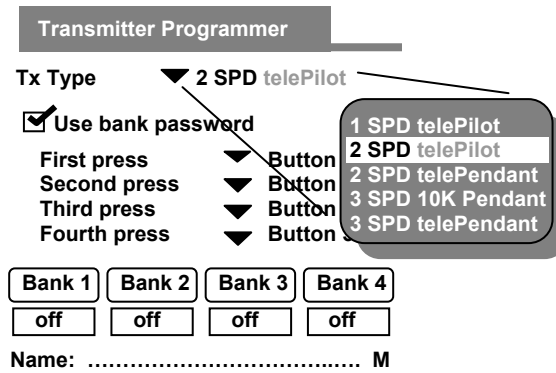 Transmitter Programmer
Tx Type 2 SPD telePilot
Use bank password
First press Button
Second press Button
Third press Button
Fourth press Button
1 SPD telePilot
2 SPD telePilot
2 SPD telePendant
3 SPD 10K Pendant
3 SPD telePendant
Bank 1 Bank 2 Bank 3 Bank 4
off off off off
Name: ……………………………..…. M